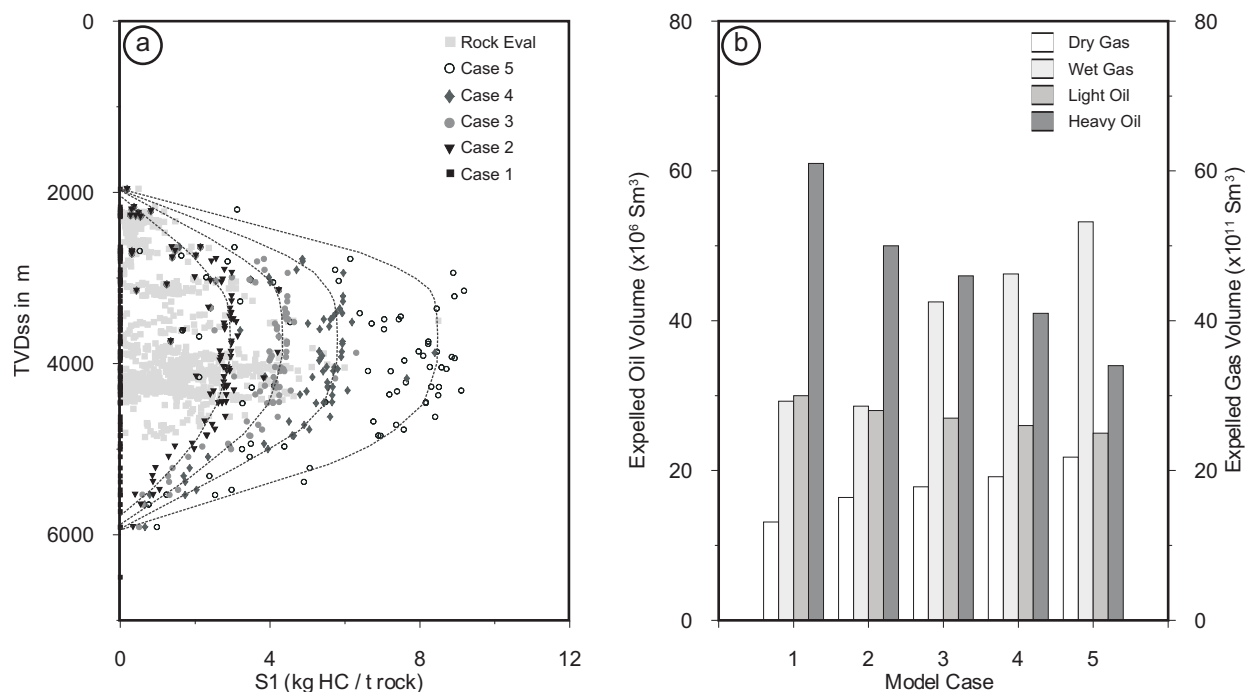 a
Rock Eval
Case 5
Case 4
Case 3
Case 2
Case 1
0
2000
4000
6000
TVDss in m
0
4
8
12
S1 (kg HC / t rock)
b
Dry Gas
Wet Gas
Light Oil
Heavy Oil
80
60
40
20
0
Expelled Oil Volume (x10⁶ Sm³)
80
60
40
20
0
Expelled Gas Volume (x10¹¹ Sm³)
1
2
3
4
5
Model Case